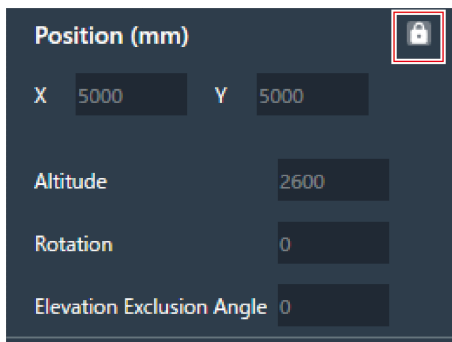 Position (mm)
X 5000 Y 5000
Altitude 2600
Rotation 0
Elevation Exclusion Angle 0